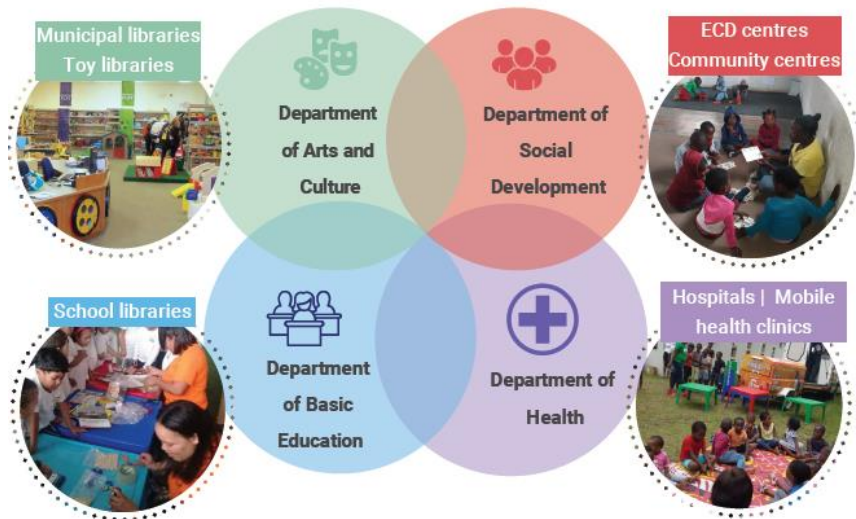 Municipal libraries
Toy libraries
Department
of Arts and
Culture
Department of
Social
Development
ECD centres
Community centres
School libraries
Department
of Basic
Education
Department of
Health
Hospitals | Mobile
health clinics